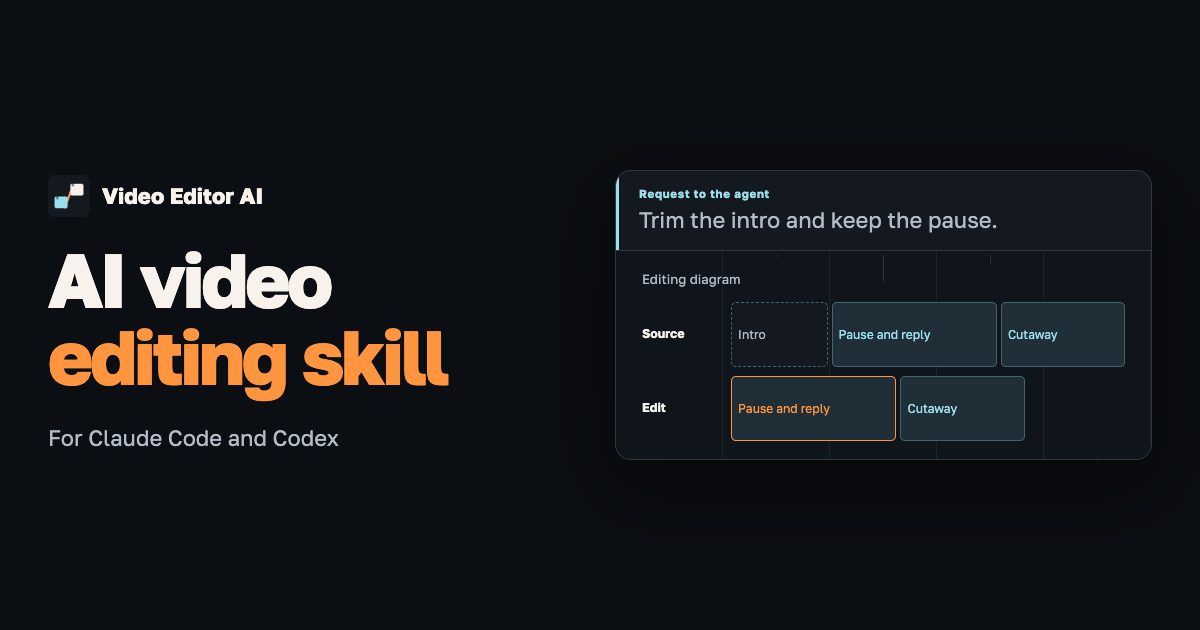 Video Editor AI
AI video
editing skill
For Claude Code and Codex
Request to the agent
Trim the intro and keep the pause.
Editing diagram
Source
Intro
Pause and reply
Cutaway
Edit
Pause and reply
Cutaway